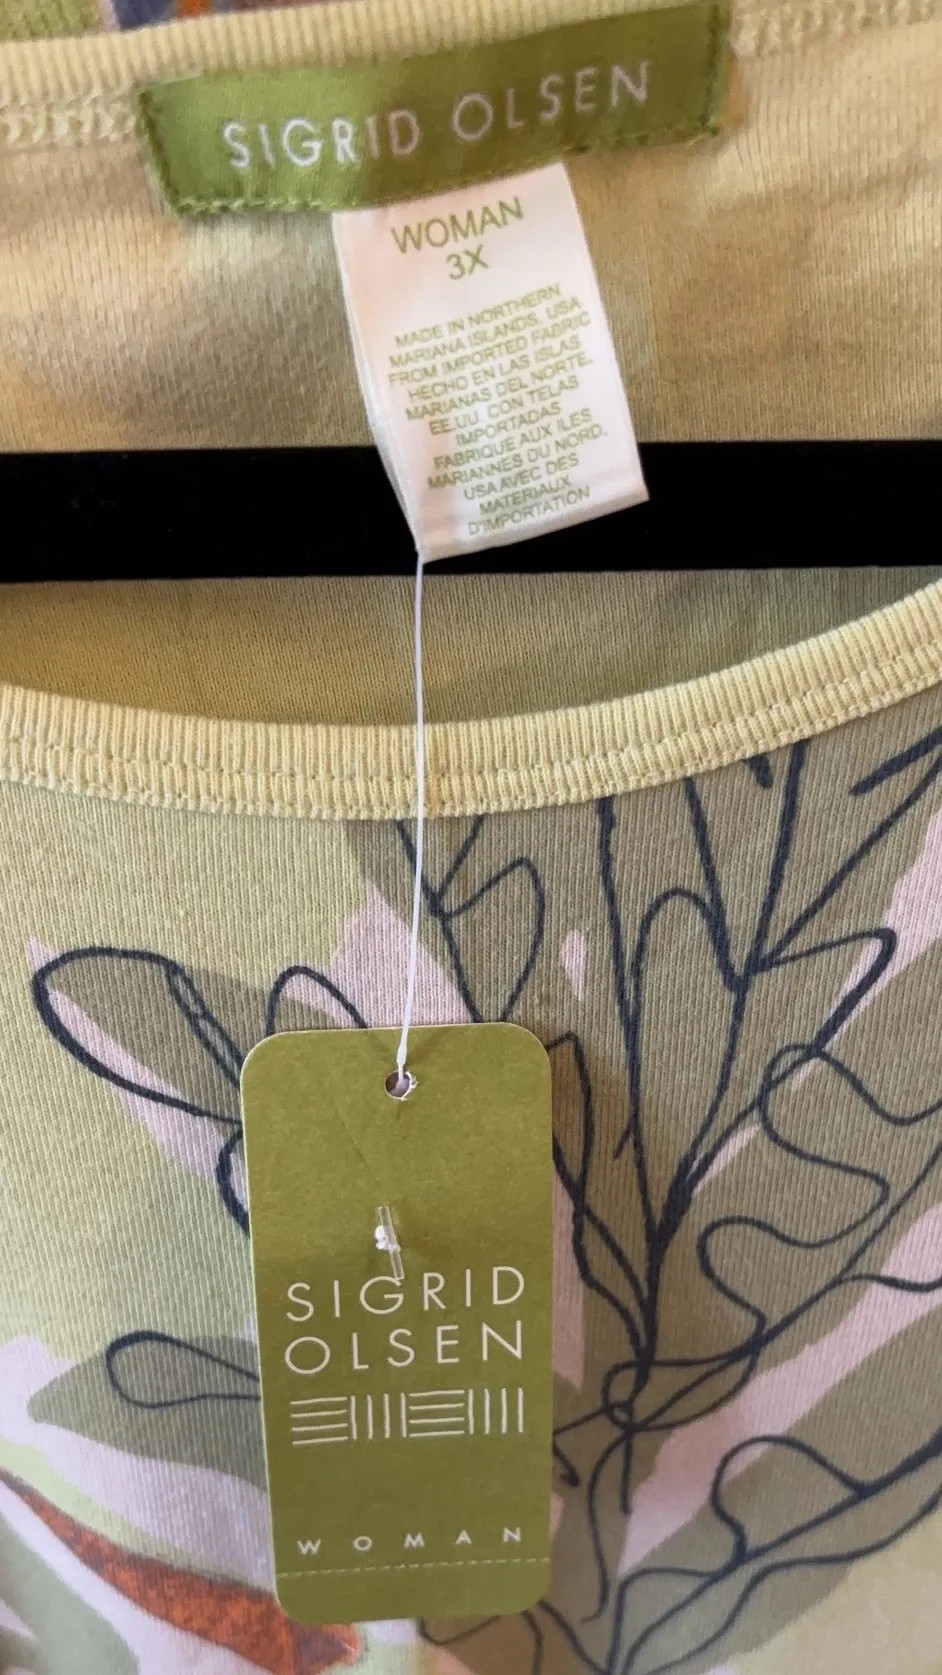 SIGRID OLSEN
WOMAN
3X
MADE IN NORTHERN
MARIANA ISLANDS, USA
FROM IMPORTED FABRIC
HECHO EN LAS ISLAS
MARIANAS DEL NORTE,
EE.UU. CON TELAS
IMPORTADAS
FABRIQUE AUX ILES
MARIANNES DU NORD,
USA AVEC DES
MATERIAUX
D'IMPORTATION
SIGRID
OLSEN
WOMAN